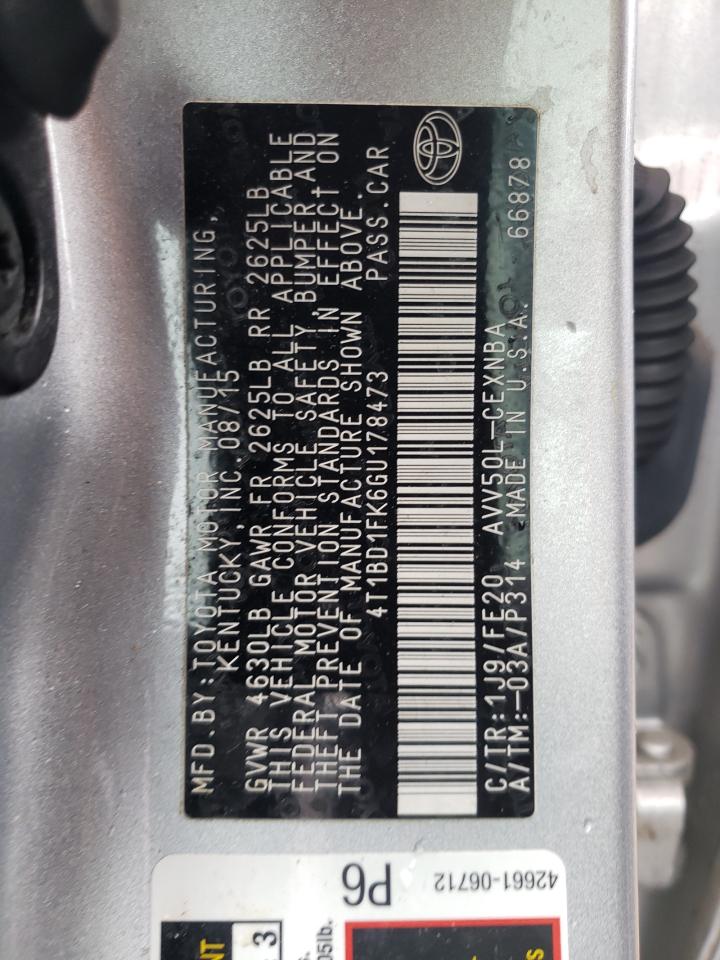 MFD.BY:TOYOTA MOTOR MANUFACTURING,
KENTUCKY,INC. 08/15
GVWR 4630LB GAWR FR 2625LB RR 2625LB
THIS VEHICLE CONFORMS TO ALL APPLICABLE
FEDERAL MOTOR VEHICLE SAFETY, BUMPER AND
THEFT PREVENTION STANDARDS IN EFFECT ON
THE DATE OF MANUFACTURE SHOWN ABOVE.
4T1BD1FK6GU178473 PASS.CAR
C/TR:1J9/FE20 AVV50L-CEXNBA
A/TM:-03A/P314 MADE IN U.S.A. 66878
P6
42661-06712
3
05lb.